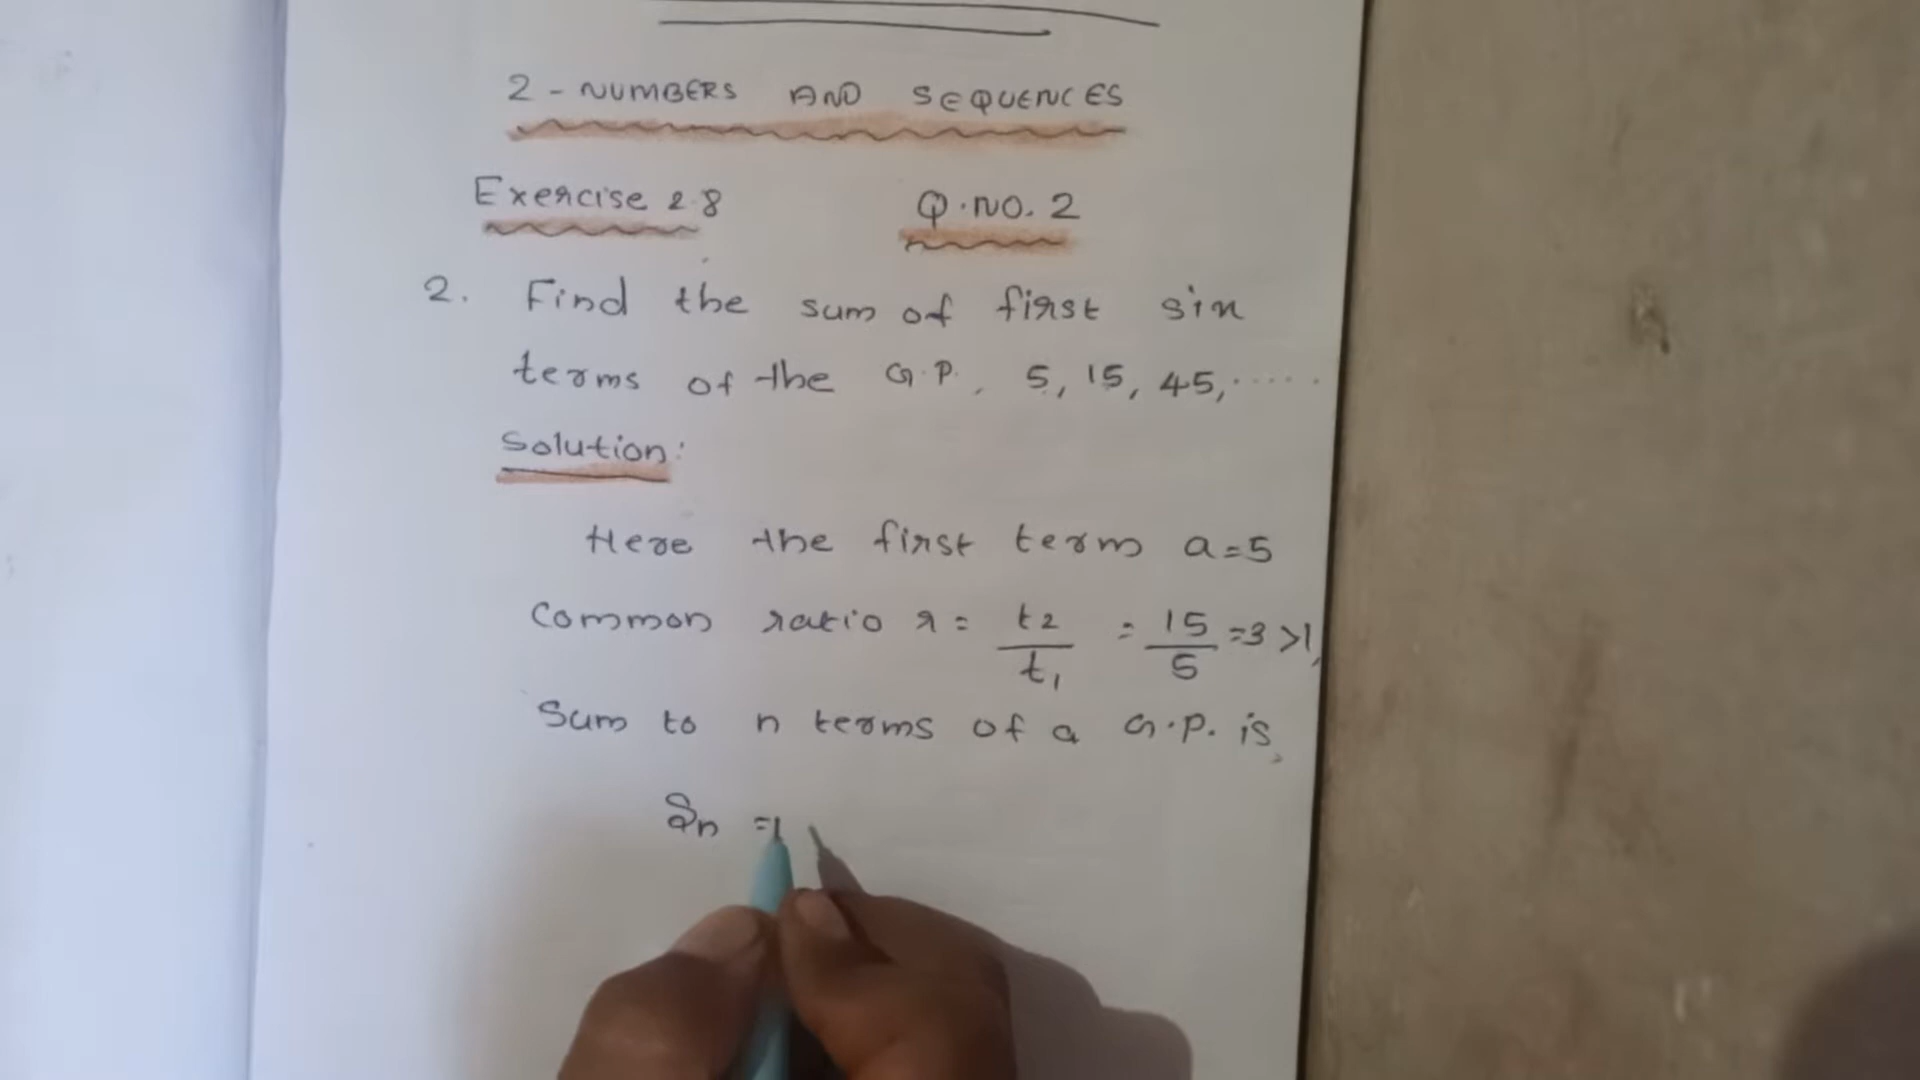 2 - NUMBERS AND SEQUENCES
Exercise 2.8 Q.NO. 2
2. Find the sum of first six
terms of the G.P. 5, 15, 45, .....
Solution:
Here the first term a = 5
Common ratio r = t2/t1 = 15/5 = 3 > 1,
Sum to n terms of a G.P. is,
Sn =